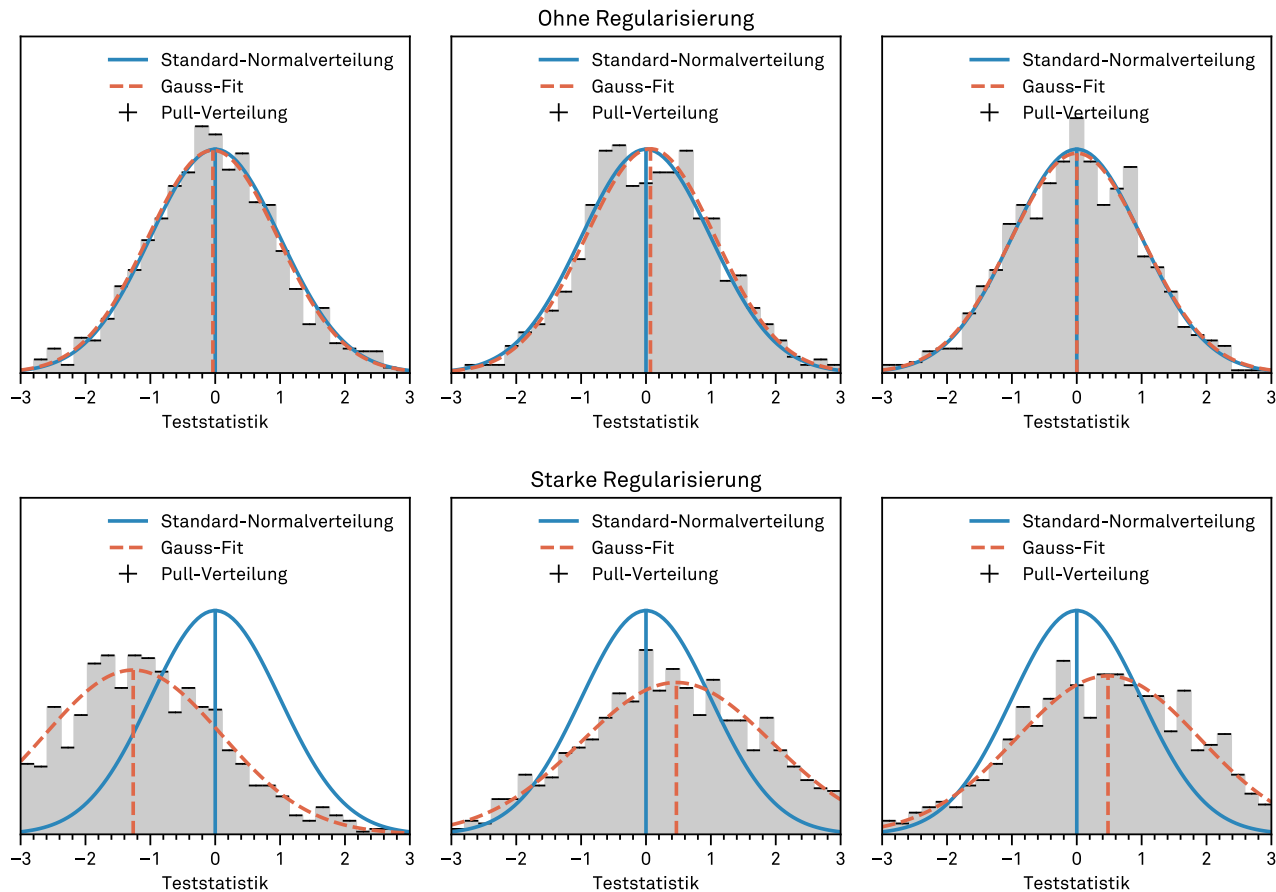 Ohne Regularisierung
Standard-Normalverteilung
Gauss-Fit
Pull-Verteilung
−3 −2 −1 0 1 2 3
Teststatistik
Standard-Normalverteilung
Gauss-Fit
Pull-Verteilung
−3 −2 −1 0 1 2 3
Teststatistik
Standard-Normalverteilung
Gauss-Fit
Pull-Verteilung
−3 −2 −1 0 1 2 3
Teststatistik
Starke Regularisierung
Standard-Normalverteilung
Gauss-Fit
Pull-Verteilung
−3 −2 −1 0 1 2 3
Teststatistik
Standard-Normalverteilung
Gauss-Fit
Pull-Verteilung
−3 −2 −1 0 1 2 3
Teststatistik
Standard-Normalverteilung
Gauss-Fit
Pull-Verteilung
−3 −2 −1 0 1 2 3
Teststatistik